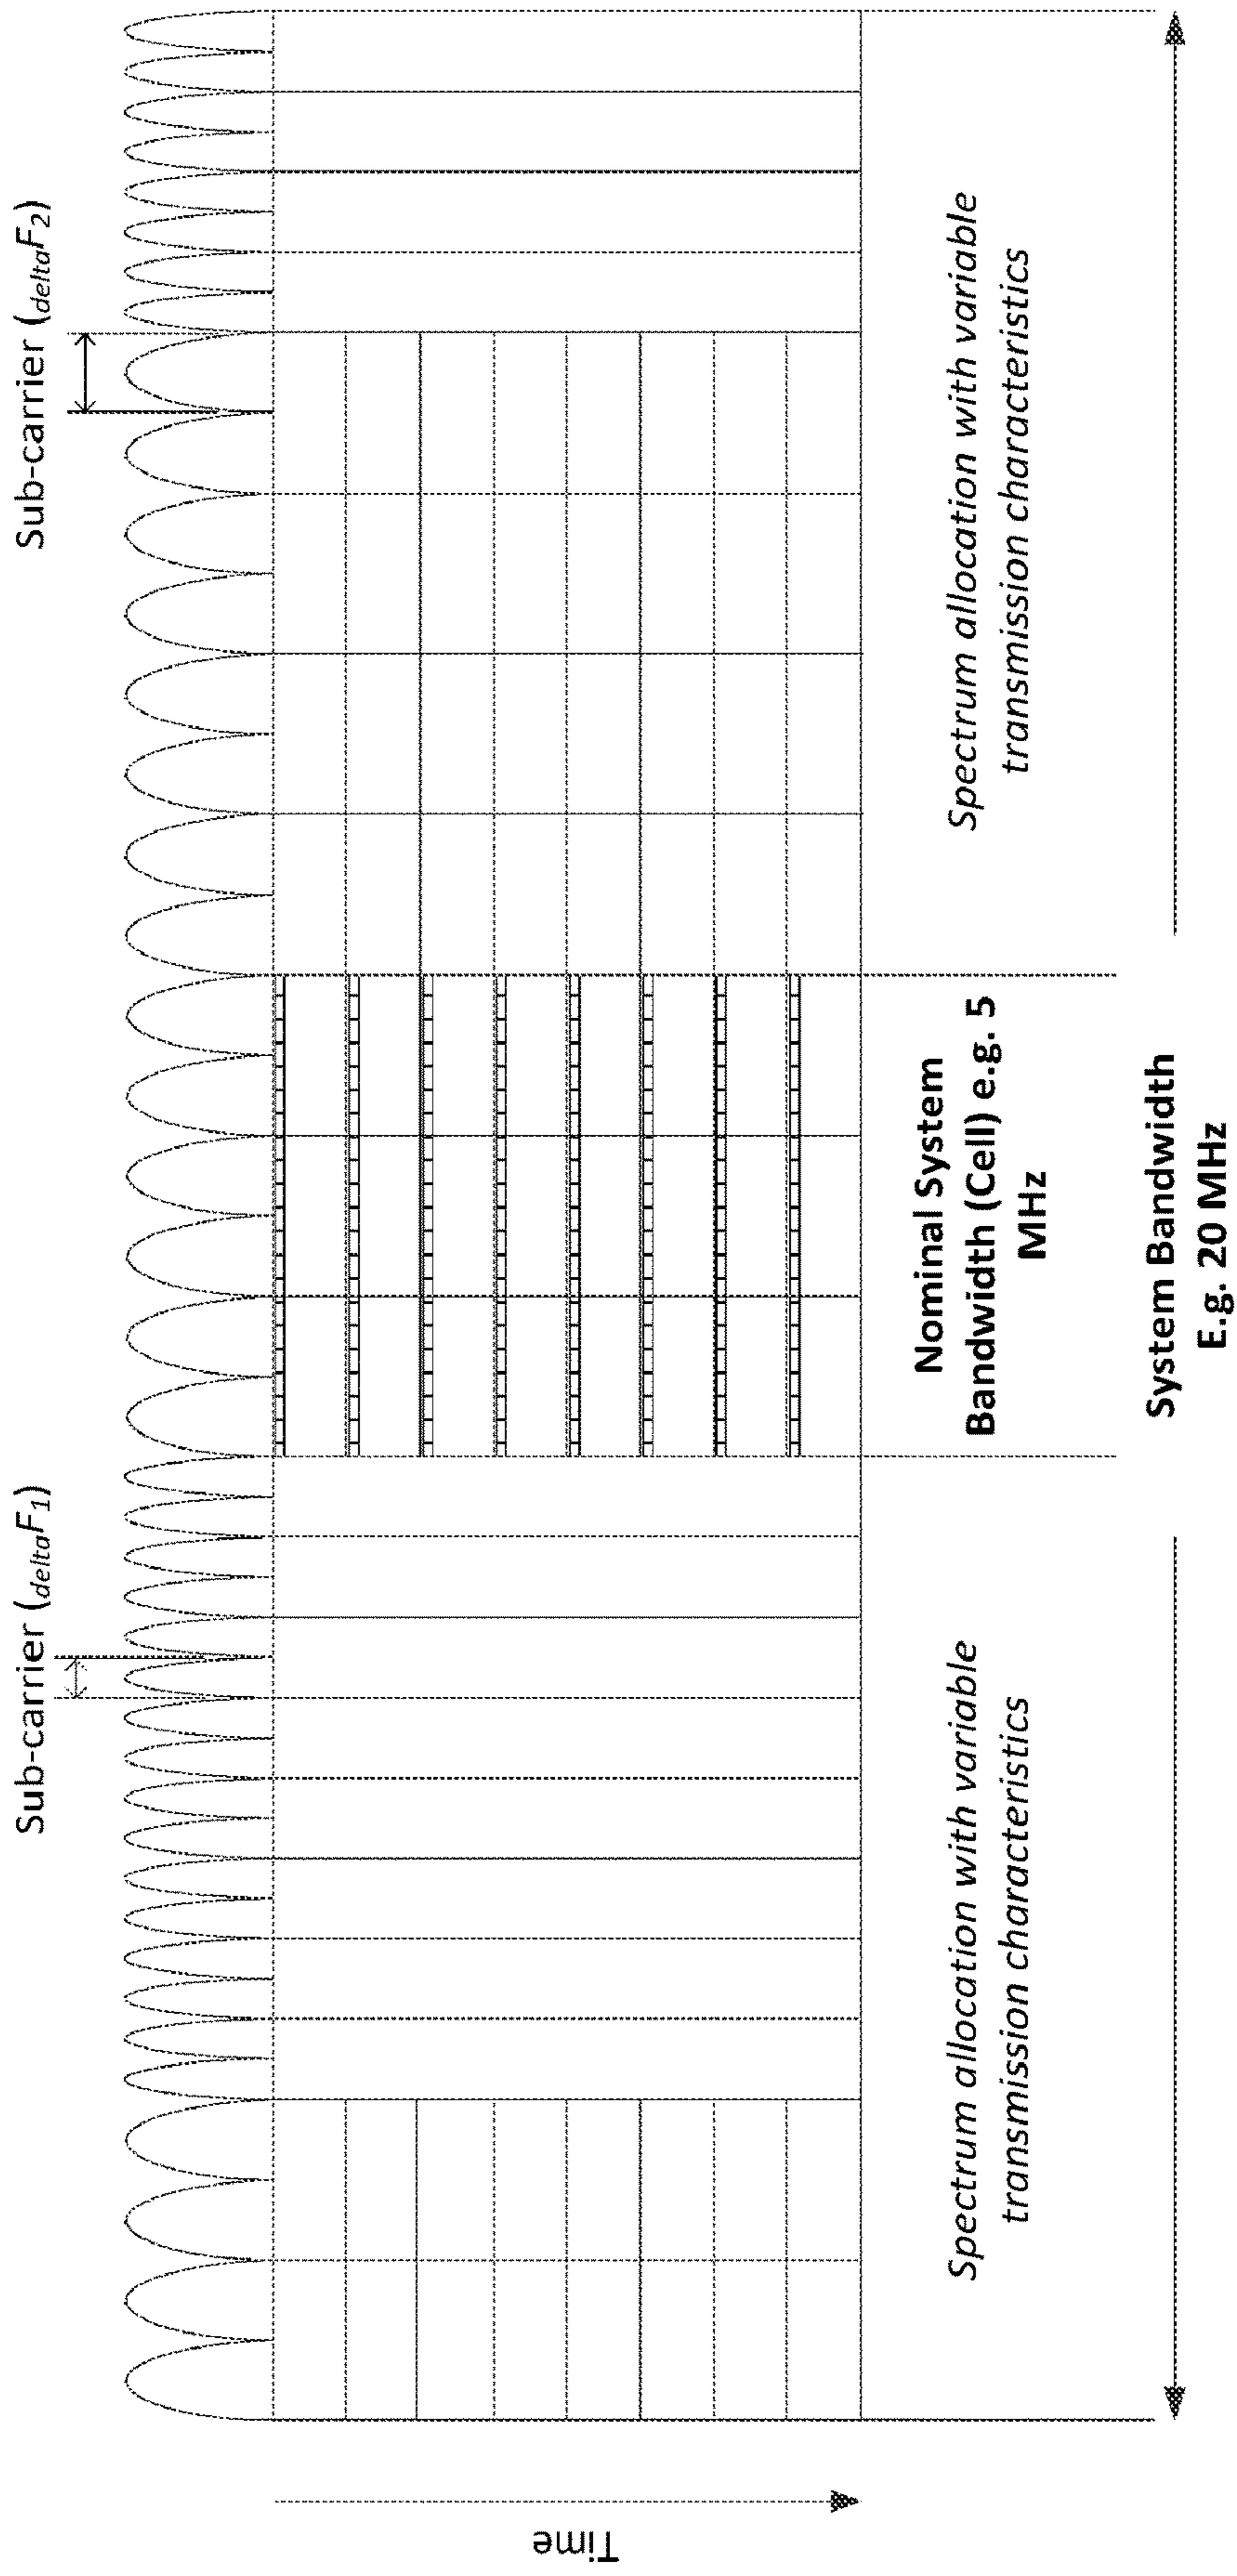 Sub-carrier (deltaF1)
Sub-carrier (deltaF2)
Time
Spectrum allocation with variable
transmission characteristics
Nominal System
Bandwidth (Cell) e.g. 5
MHz
Spectrum allocation with variable
transmission characteristics
System Bandwidth
E.g. 20 MHz